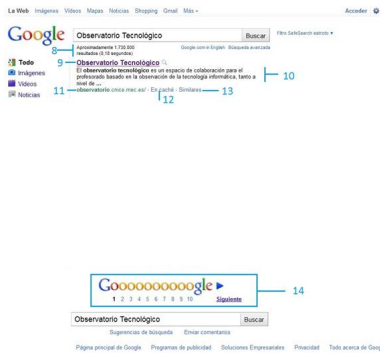 La Web Imágenes Vídeos Mapas Noticias Shopping Gmail Más Acceder
Google Observatorio Tecnológico Buscar Filtro SafeSearch estricto
8 Aproximadamente 1.730.000 Google.com in English Búsqueda avanzada
resultados (0,18 segundos)
Todo 9 Observatorio Tecnológico
Imágenes El observatorio tecnológico es un espacio de colaboración para el 10
profesorado basado en la observación de la tecnología informática, tanto a
Vídeos nivel de ...
Noticias 11 observatorio.cnice.mec.es/ - En caché - Similares 13
12
Goooooooooogle 14
1 2 3 4 5 6 7 8 9 10 Siguiente
Observatorio Tecnológico Buscar
Sugerencias de búsqueda Enviar comentarios
Página principal de Google Programas de publicidad Soluciones Empresariales Privacidad Todo acerca de Goog